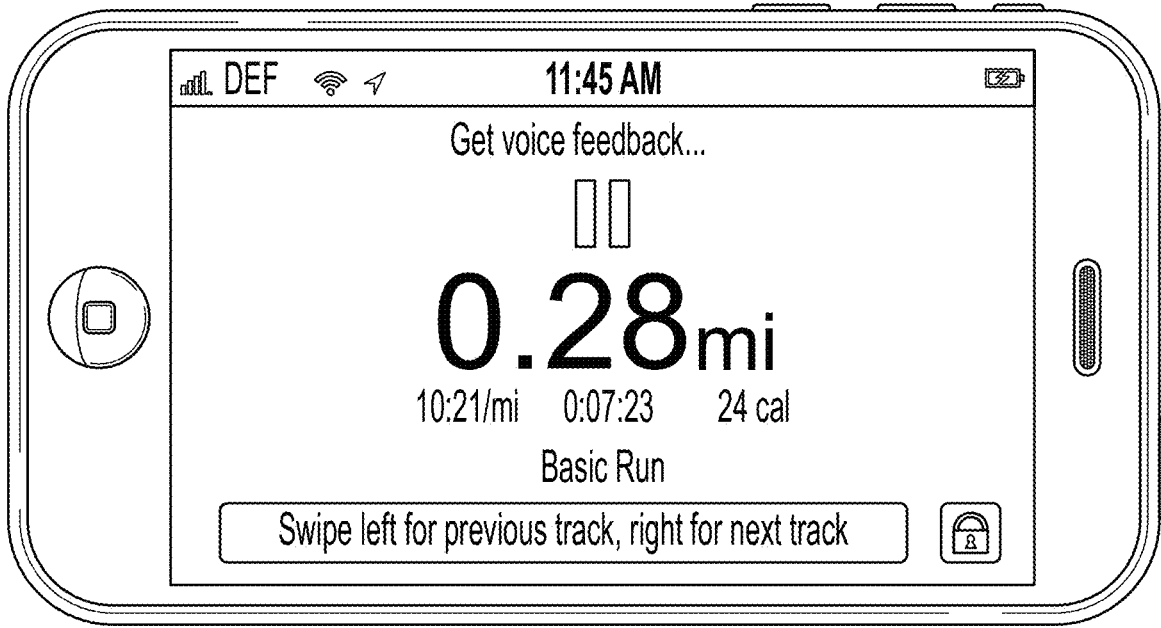 DEF 11:45 AM
Get voice feedback...
0.28mi
10:21/mi 0:07:23 24 cal
Basic Run
Swipe left for previous track, right for next track